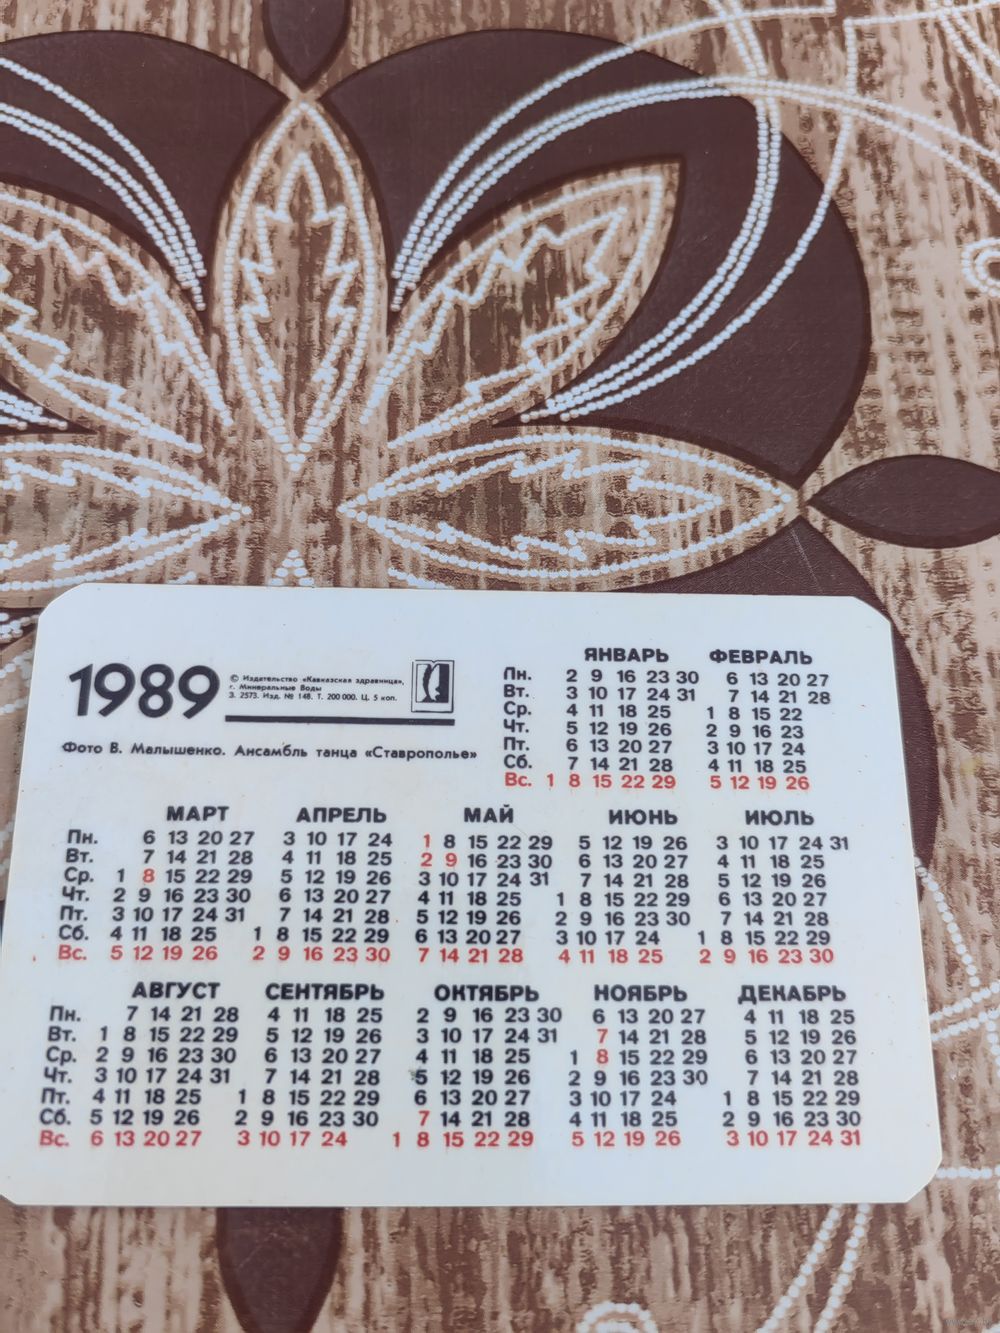 1989
© Издательство «Кавказская здравница»,
г. Минеральные Воды
З. 2573. Изд. № 148. Т. 200 000. Ц. 5 коп.
Фото В. Малышенко. Ансамбль танца «Ставрополье»
ЯНВАРЬ ФЕВРАЛЬ
Пн. 2 9 16 23 30 6 13 20 27
Вт. 3 10 17 24 31 7 14 21 28
Ср. 4 11 18 25 1 8 15 22
Чт. 5 12 19 26 2 9 16 23
Пт. 6 13 20 27 3 10 17 24
Сб. 7 14 21 28 4 11 18 25
Вс. 1 8 15 22 29 5 12 19 26
МАРТ АПРЕЛЬ МАЙ ИЮНЬ ИЮЛЬ
Пн. 6 13 20 27 3 10 17 24 1 8 15 22 29 5 12 19 26 3 10 17 24 31
Вт. 7 14 21 28 4 11 18 25 2 9 16 23 30 6 13 20 27 4 11 18 25
Ср. 1 8 15 22 29 5 12 19 26 3 10 17 24 31 7 14 21 28 5 12 19 26
Чт. 2 9 16 23 30 6 13 20 27 4 11 18 25 1 8 15 22 29 6 13 20 27
Пт. 3 10 17 24 31 7 14 21 28 5 12 19 26 2 9 16 23 30 7 14 21 28
Сб. 4 11 18 25 1 8 15 22 29 6 13 20 27 3 10 17 24 1 8 15 22 29
Вс. 5 12 19 26 2 9 16 23 30 7 14 21 28 4 11 18 25 2 9 16 23 30
АВГУСТ СЕНТЯБРЬ ОКТЯБРЬ НОЯБРЬ ДЕКАБРЬ
Пн. 7 14 21 28 4 11 18 25 2 9 16 23 30 6 13 20 27 4 11 18 25
Вт. 1 8 15 22 29 5 12 19 26 3 10 17 24 31 7 14 21 28 5 12 19 26
Ср. 2 9 16 23 30 6 13 20 27 4 11 18 25 1 8 15 22 29 6 13 20 27
Чт. 3 10 17 24 31 7 14 21 28 5 12 19 26 2 9 16 23 30 7 14 21 28
Пт. 4 11 18 25 1 8 15 22 29 6 13 20 27 3 10 17 24 1 8 15 22 29
Сб. 5 12 19 26 2 9 16 23 30 7 14 21 28 4 11 18 25 2 9 16 23 30
Вс. 6 13 20 27 3 10 17 24 1 8 15 22 29 5 12 19 26 3 10 17 24 31